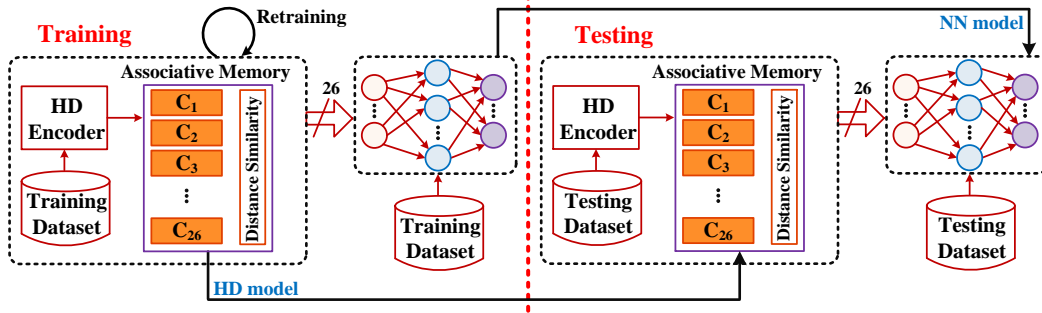 Training
Retraining
Associative Memory
HD
Encoder
Training
Dataset
C1
C2
C3
...
C26
Distance Similarity
26
Training
Dataset
HD model
NN model
Testing
Associative Memory
HD
Encoder
Testing
Dataset
C1
C2
C3
...
C26
Distance Similarity
26
Testing
Dataset